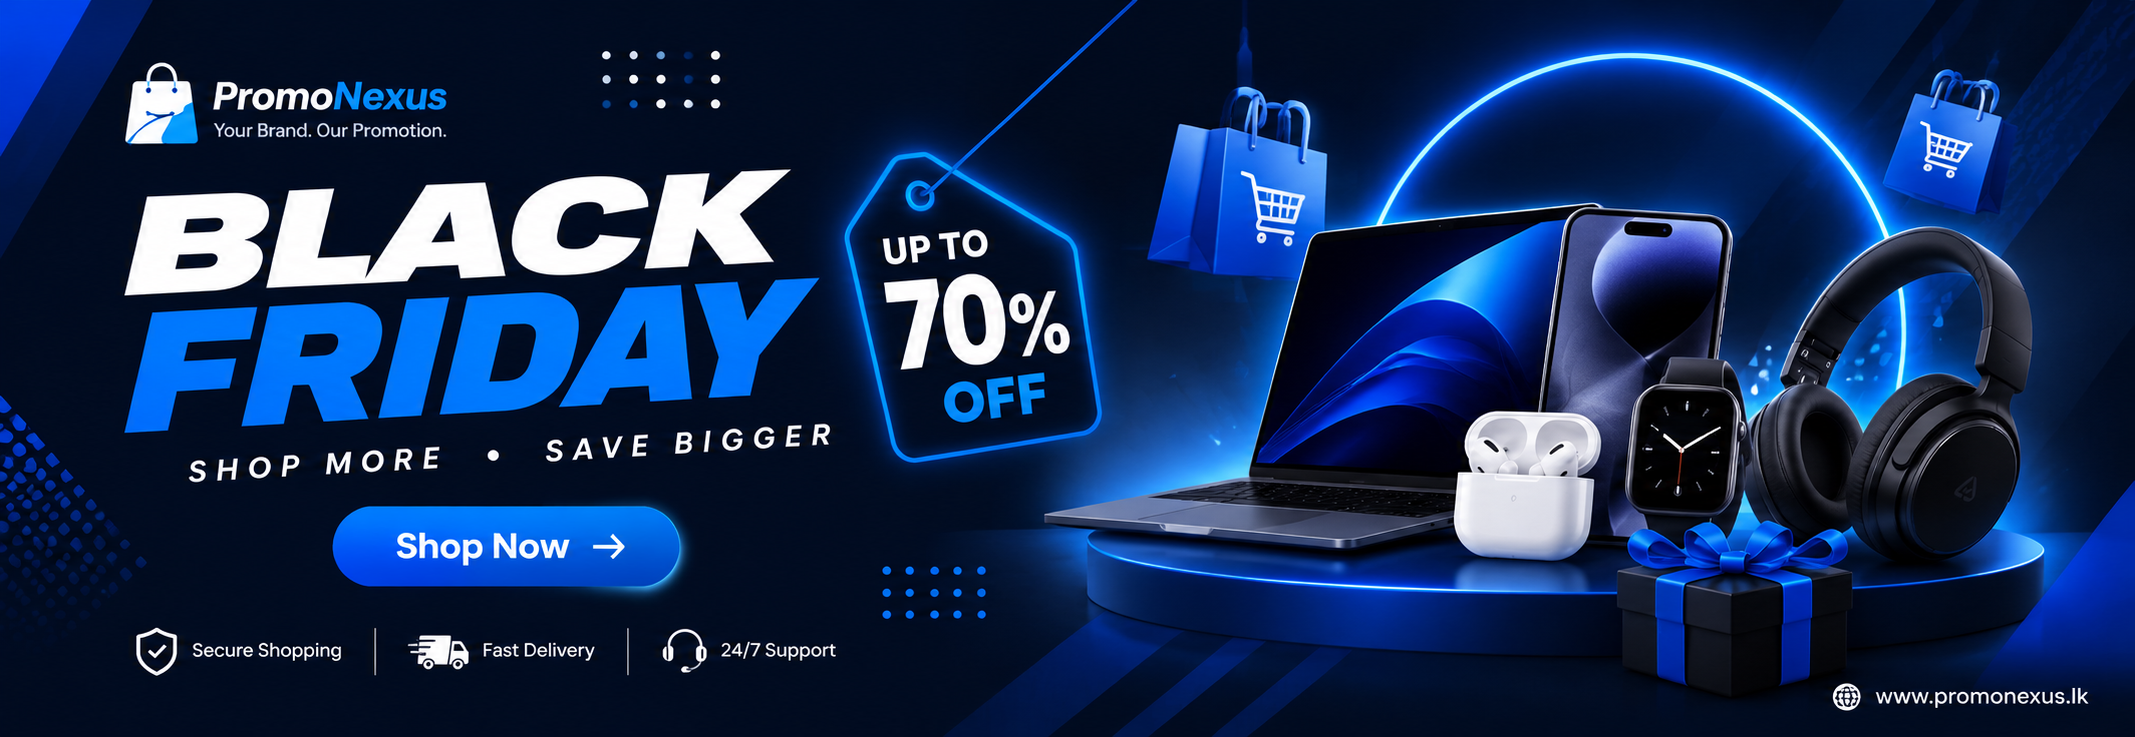 PromoNexus
Your Brand. Our Promotion.
BLACK
FRIDAY
SHOP MORE • SAVE BIGGER
Shop Now →
Secure Shopping
Fast Delivery
24/7 Support
UP TO
70%
OFF
www.promonexus.lk